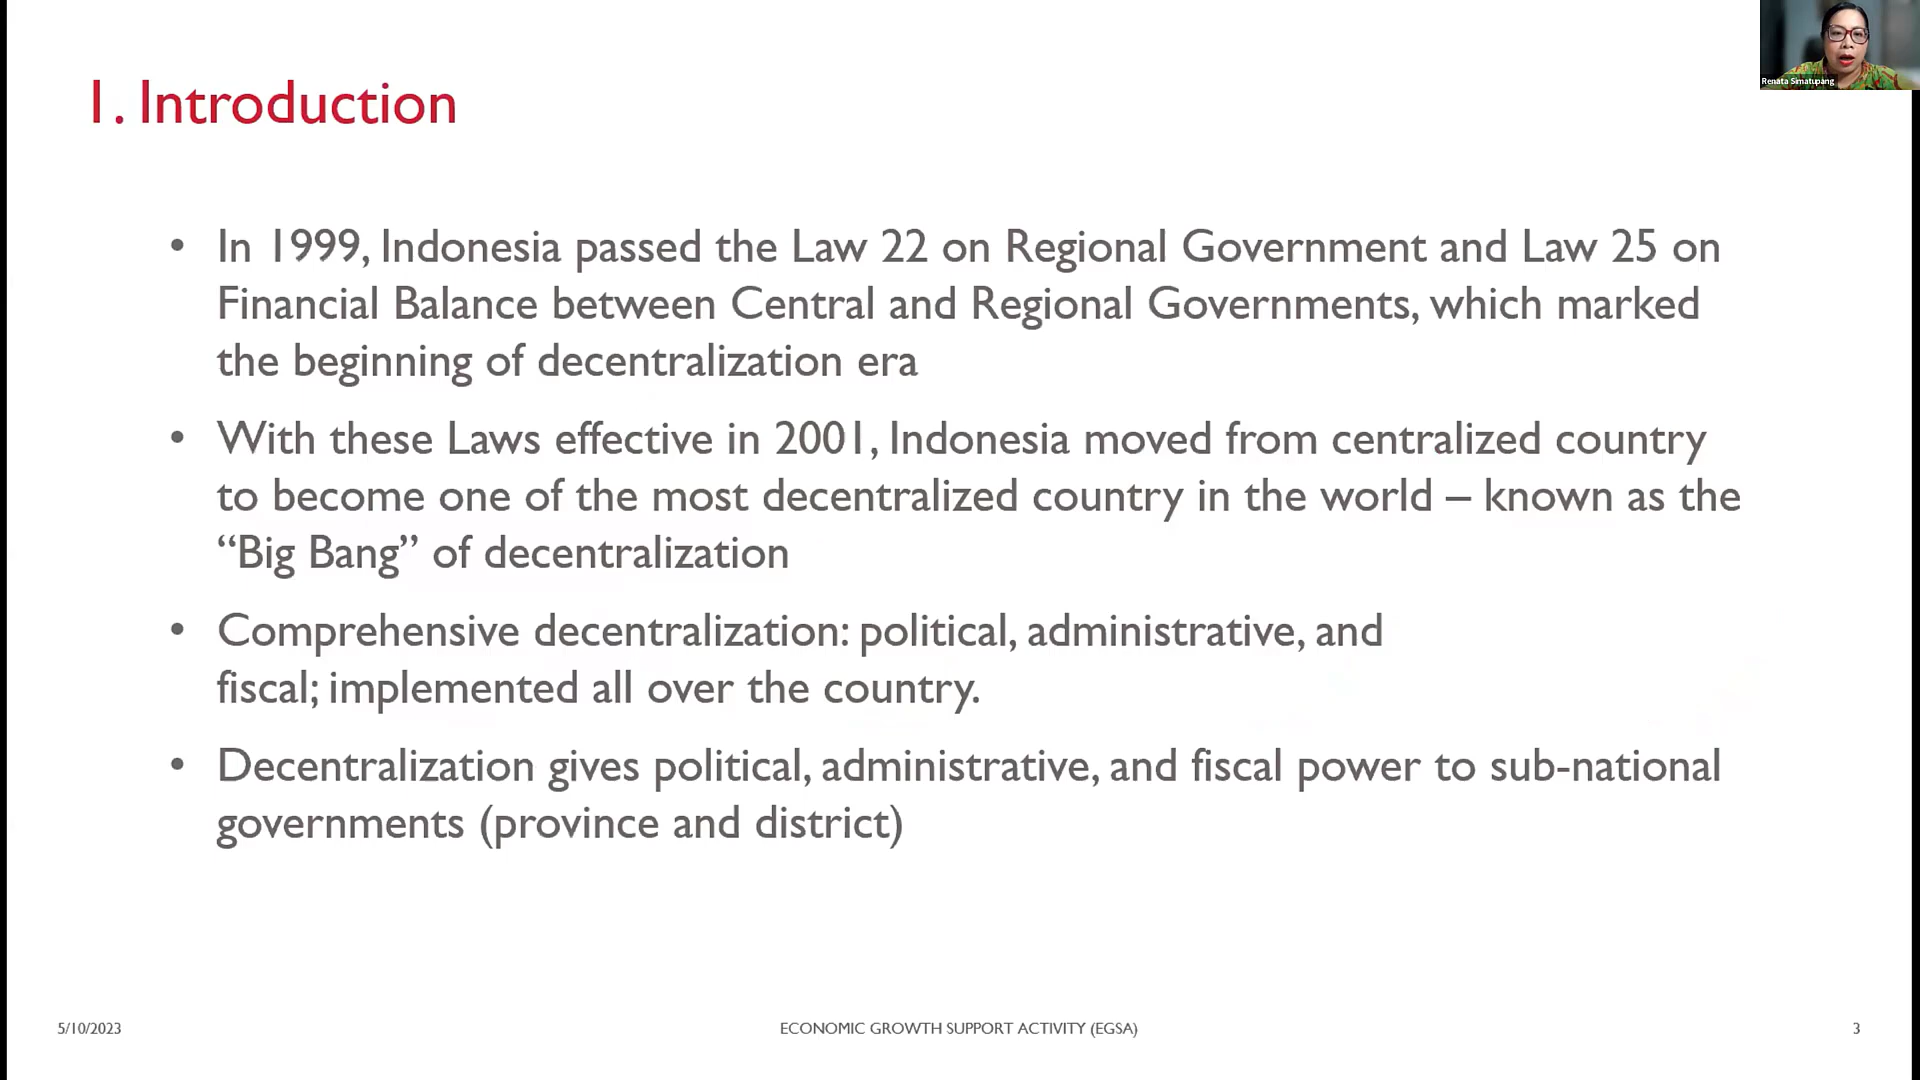 Renata Simatupang
1. Introduction
• In 1999, Indonesia passed the Law 22 on Regional Government and Law 25 on
Financial Balance between Central and Regional Governments, which marked
the beginning of decentralization era
• With these Laws effective in 2001, Indonesia moved from centralized country
to become one of the most decentralized country in the world – known as the
“Big Bang” of decentralization
• Comprehensive decentralization: political, administrative, and
fiscal; implemented all over the country.
• Decentralization gives political, administrative, and fiscal power to sub-national
governments (province and district)
5/10/2023
ECONOMIC GROWTH SUPPORT ACTIVITY (EGSA)
3